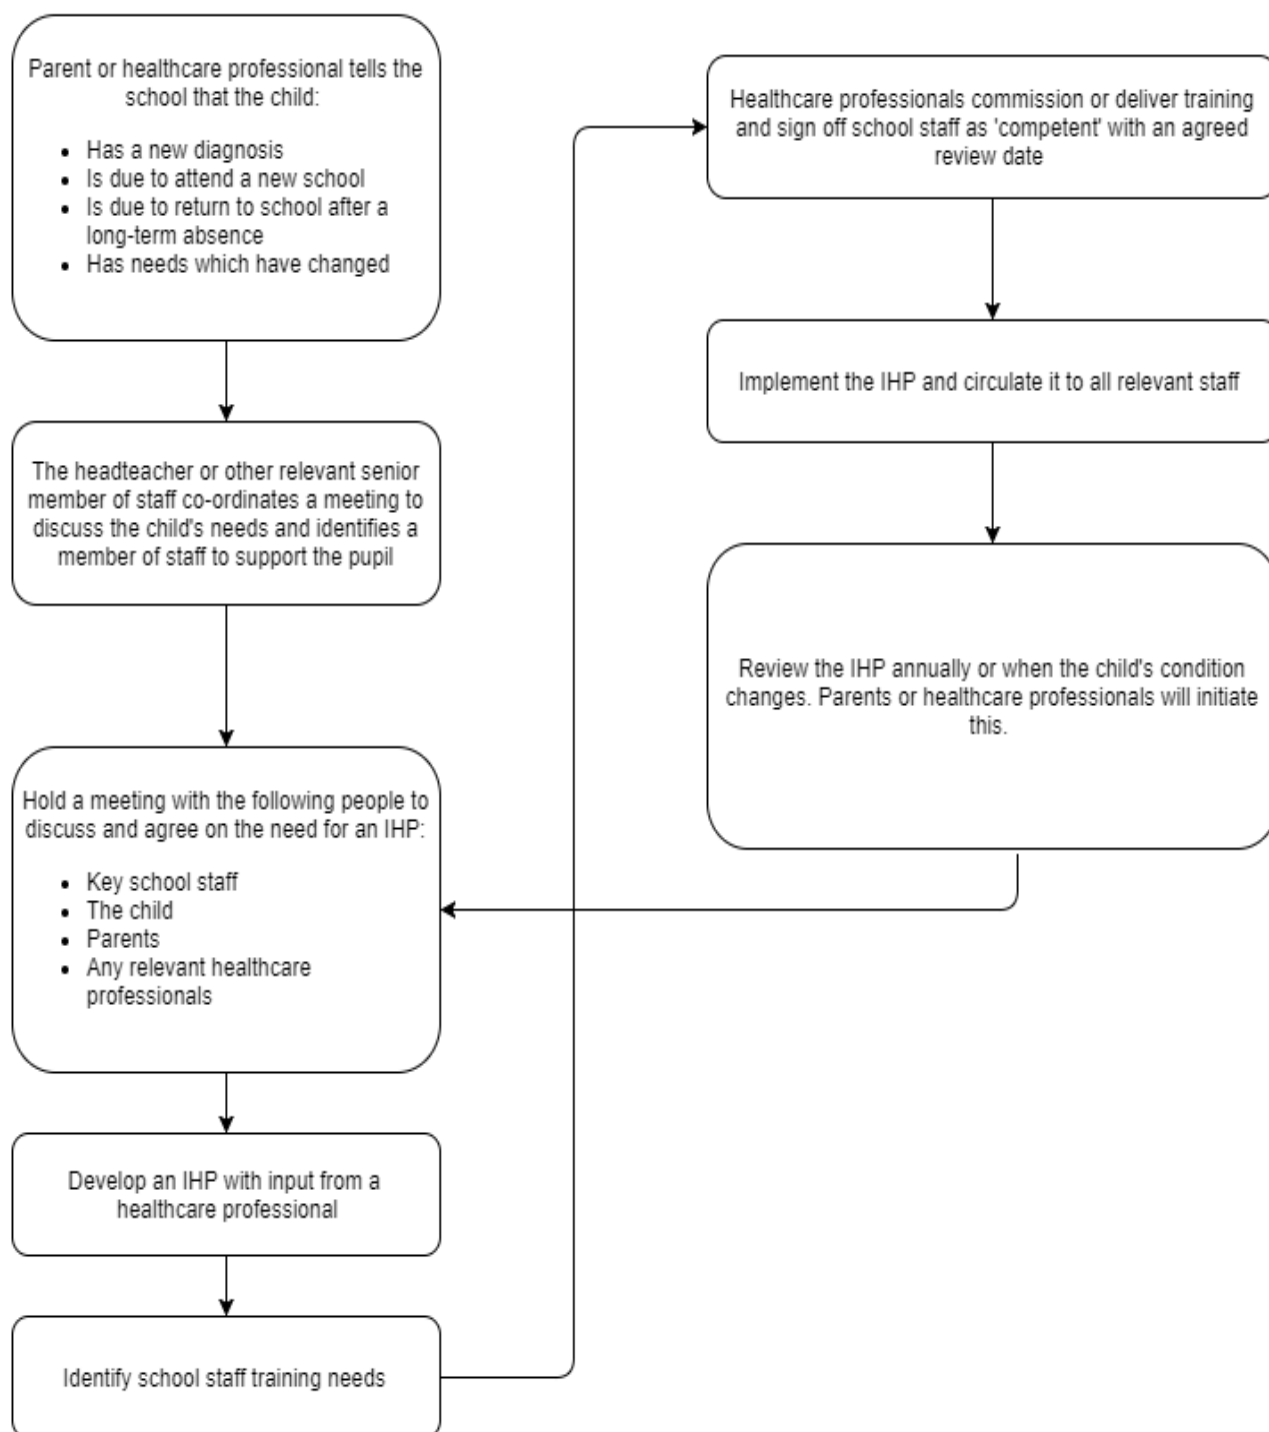 Parent or healthcare professional tells the
school that the child:
• Has a new diagnosis
• Is due to attend a new school
• Is due to return to school after a
long-term absence
• Has needs which have changed
The headteacher or other relevant senior
member of staff co-ordinates a meeting to
discuss the child's needs and identifies a
member of staff to support the pupil
Hold a meeting with the following people to
discuss and agree on the need for an IHP:
• Key school staff
• The child
• Parents
• Any relevant healthcare
professionals
Develop an IHP with input from a
healthcare professional
Identify school staff training needs
Healthcare professionals commission or deliver training
and sign off school staff as 'competent' with an agreed
review date
Implement the IHP and circulate it to all relevant staff
Review the IHP annually or when the child's condition
changes. Parents or healthcare professionals will initiate
this.